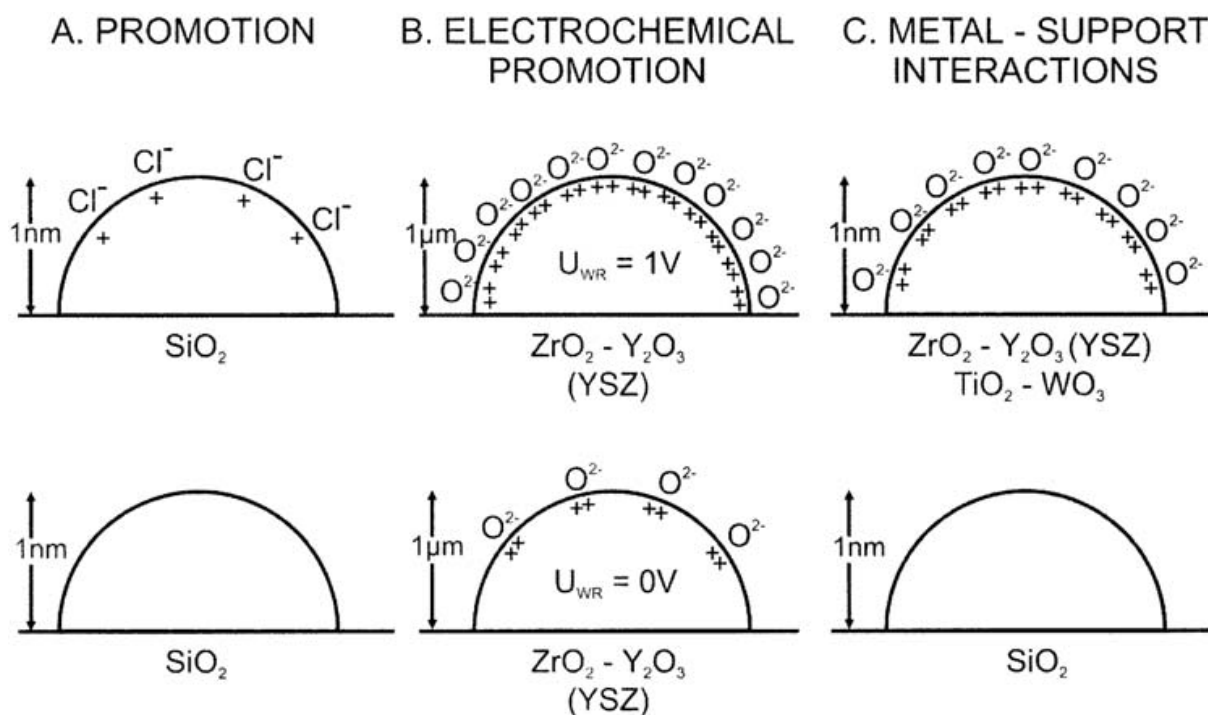 A. PROMOTION
B. ELECTROCHEMICAL
PROMOTION
C. METAL - SUPPORT
INTERACTIONS
Cl⁻ Cl⁻ Cl⁻ Cl⁻
+ + + +
1nm
SiO₂
O²⁻ O²⁻ O²⁻ O²⁻ O²⁻ O²⁻ O²⁻ O²⁻ O²⁻ O²⁻ O²⁻ O²⁻
1μm
U_WR = 1V
ZrO₂ - Y₂O₃
(YSZ)
O²⁻ O²⁻ O²⁻ O²⁻ O²⁻ O²⁻ O²⁻ O²⁻ O²⁻ O²⁻
1nm
ZrO₂ - Y₂O₃ (YSZ)
TiO₂ - WO₃
1nm
SiO₂
O²⁻ O²⁻ O²⁻ O²⁻
++ ++ ++ ++
1μm
U_WR = 0V
ZrO₂ - Y₂O₃
(YSZ)
1nm
SiO₂